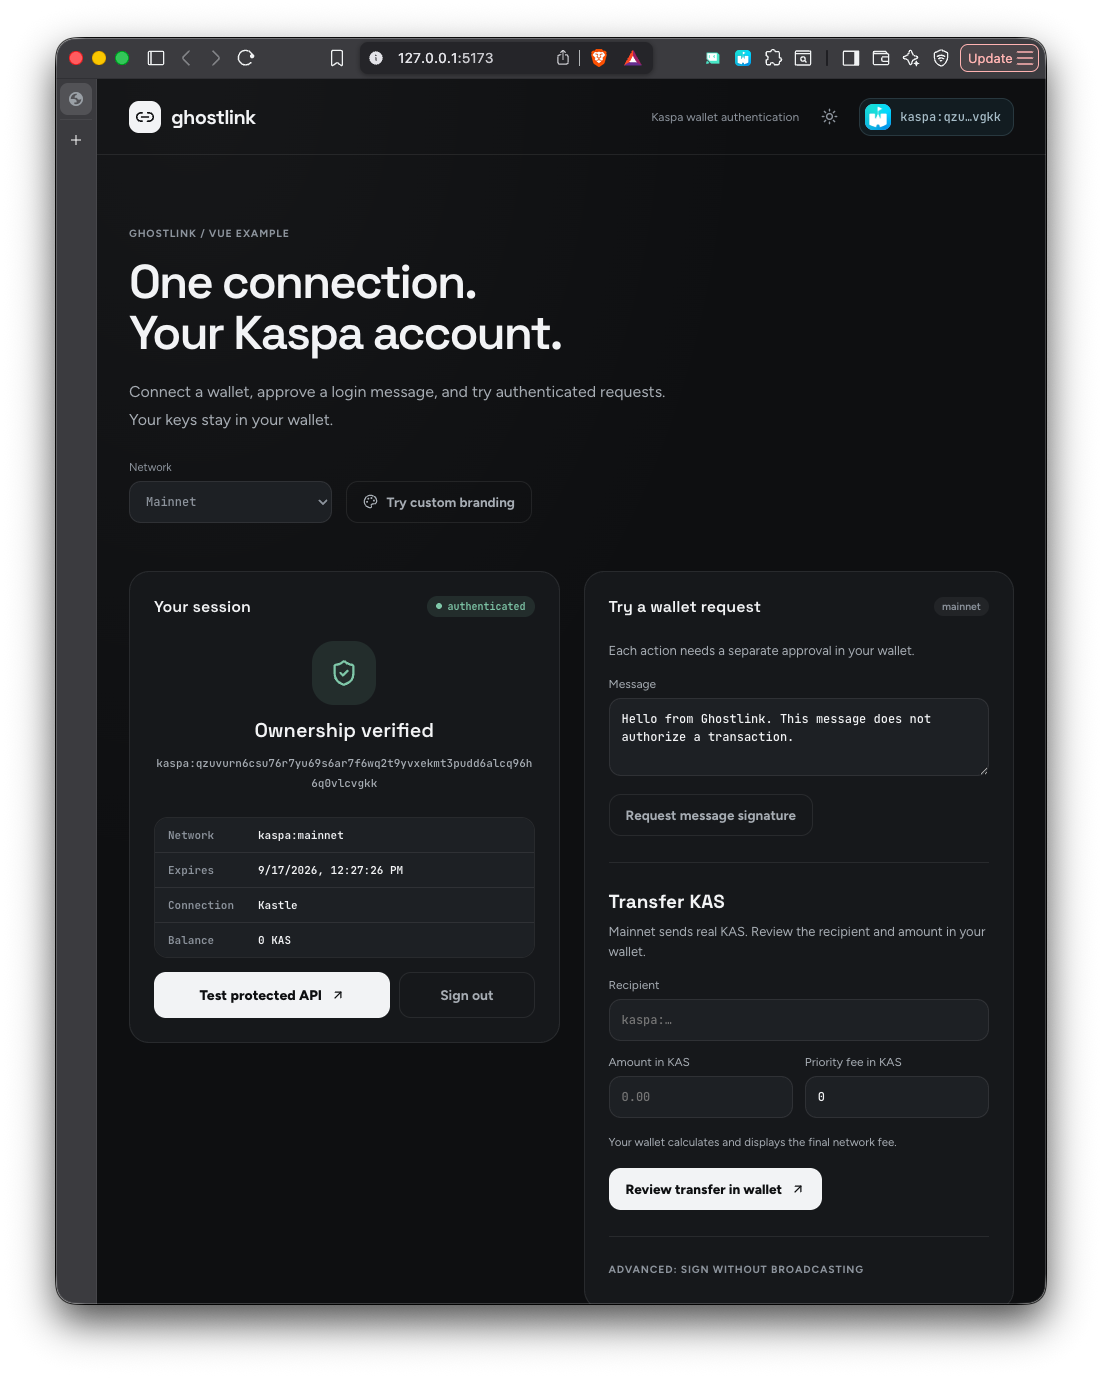 127.0.0.1:5173
Update
ghostlink
Kaspa wallet authentication
kaspa:qzu…vgkk
GHOSTLINK / VUE EXAMPLE
One connection.
Your Kaspa account.
Connect a wallet, approve a login message, and try authenticated requests.
Your keys stay in your wallet.
Network
Mainnet
Try custom branding
Your session
authenticated
Ownership verified
kaspa:qzuvurn6csu76r7yu69s6ar7f6wq2t9yvxekmt3pudd6alcq96h
6q0vlcvgkk
Network kaspa:mainnet
Expires 9/17/2026, 12:27:26 PM
Connection Kastle
Balance 0 KAS
Test protected API
Sign out
Try a wallet request
mainnet
Each action needs a separate approval in your wallet.
Message
Hello from Ghostlink. This message does not
authorize a transaction.
Request message signature
Transfer KAS
Mainnet sends real KAS. Review the recipient and amount in your
wallet.
Recipient
kaspa:…
Amount in KAS
Priority fee in KAS
0.00
0
Your wallet calculates and displays the final network fee.
Review transfer in wallet
ADVANCED: SIGN WITHOUT BROADCASTING